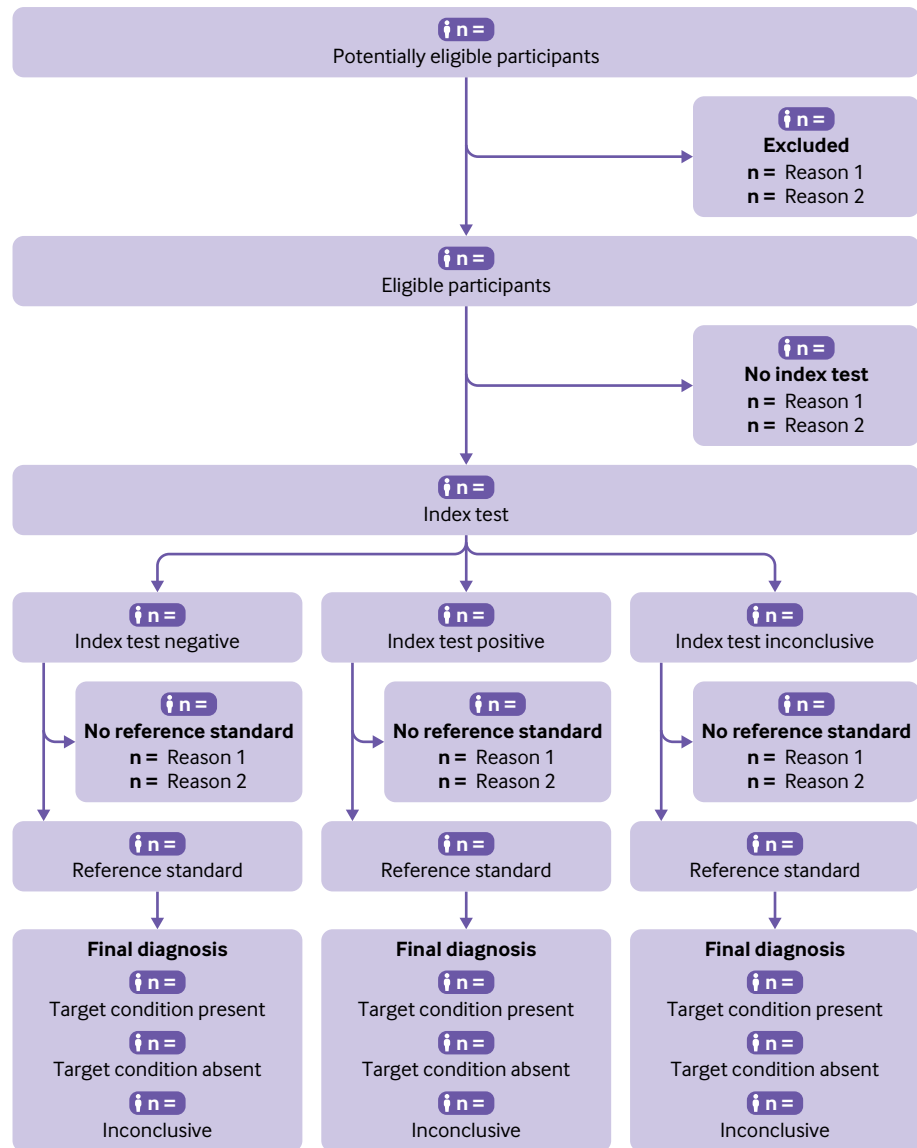 n =
Potentially eligible participants
n =
Excluded
n = Reason 1
n = Reason 2
n =
Eligible participants
n =
No index test
n = Reason 1
n = Reason 2
n =
Index test
n =
Index test negative
n =
No reference standard
n = Reason 1
n = Reason 2
n =
Reference standard
Final diagnosis
n =
Target condition present
n =
Target condition absent
n =
Inconclusive
n =
Index test positive
n =
No reference standard
n = Reason 1
n = Reason 2
n =
Reference standard
Final diagnosis
n =
Target condition present
n =
Target condition absent
n =
Inconclusive
n =
Index test inconclusive
n =
No reference standard
n = Reason 1
n = Reason 2
n =
Reference standard
Final diagnosis
n =
Target condition present
n =
Target condition absent
n =
Inconclusive